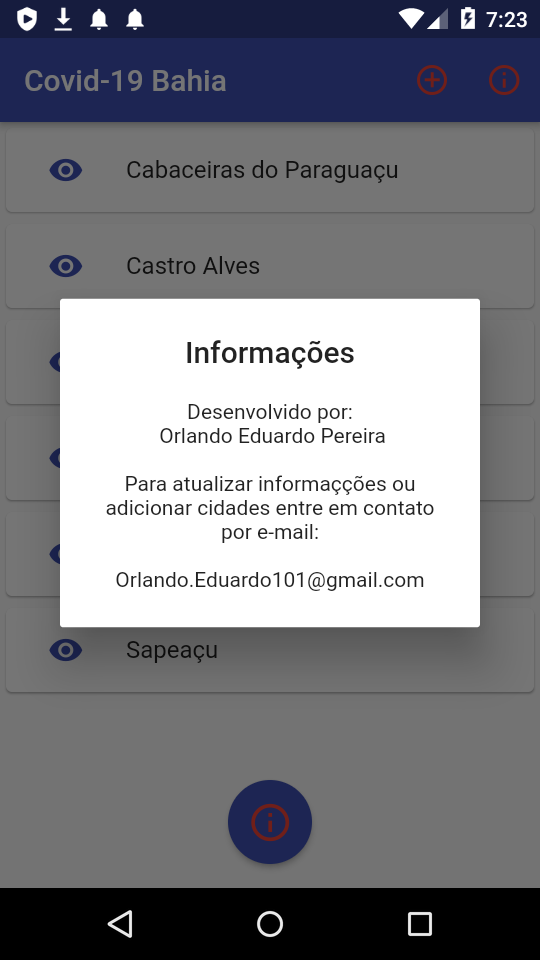 7:23
Covid-19 Bahia
Cabaceiras do Paraguaçu
Castro Alves
Informações
Desenvolvido por:
Orlando Eduardo Pereira
Para atualizar informaçções ou
adicionar cidades entre em contato
por e-mail:
Orlando.Eduardo101@gmail.com
Sapeaçu